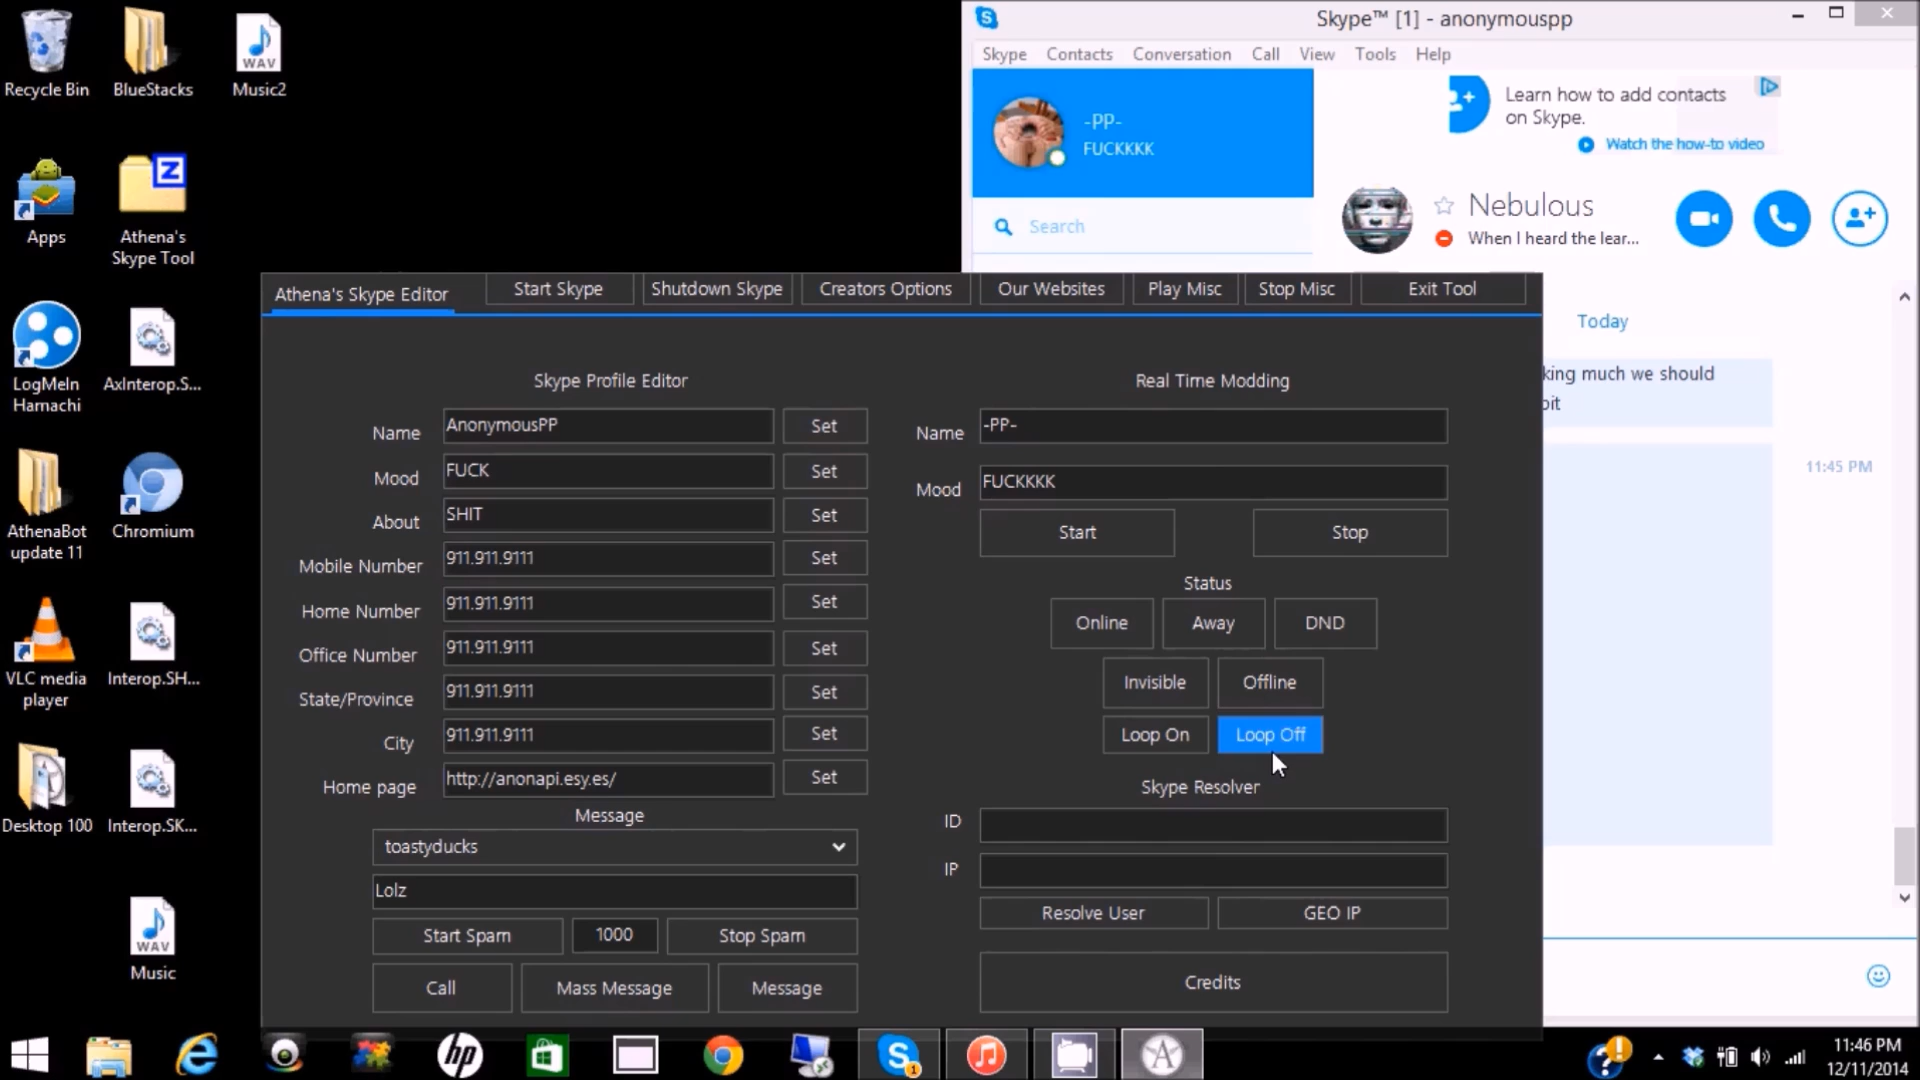 Recycle Bin
BlueStacks
WAV
Music2
Apps
Z
Athena's
Skype Tool
LogMeIn
Hamachi
AxInterop.S...
AthenaBot
update 11
Chromium
VLC media
player
Interop.SH...
Desktop 100
Interop.SK...
WAV
Music
Skype™ [1] - anonymouspp
Skype
Contacts
Conversation
Call
View
Tools
Help
-PP-
FUCKKKK
Learn how to add contacts
on Skype.
Watch the how-to video
Search
Nebulous
When I heard the lear...
Today
king much we should
11:45 PM
Athena's Skype Editor
Start Skype
Shutdown Skype
Creators Options
Our Websites
Play Misc
Stop Misc
Exit Tool
Skype Profile Editor
Name
AnonymousPP
Set
Mood
FUCK
Set
About
SHIT
Set
Mobile Number
911.911.9111
Set
Home Number
911.911.9111
Set
Office Number
911.911.9111
Set
State/Province
911.911.9111
Set
City
911.911.9111
Set
Home page
http://anonapi.esy.es/
Set
Message
toastyducks
Lolz
Start Spam
1000
Stop Spam
Call
Mass Message
Message
Real Time Modding
Name
-PP-
Mood
FUCKKKK
Start
Stop
Status
Online
Away
DND
Invisible
Offline
Loop On
Loop Off
Skype Resolver
ID
IP
Resolve User
GEO IP
Credits
hp
11:46 PM
12/11/2014